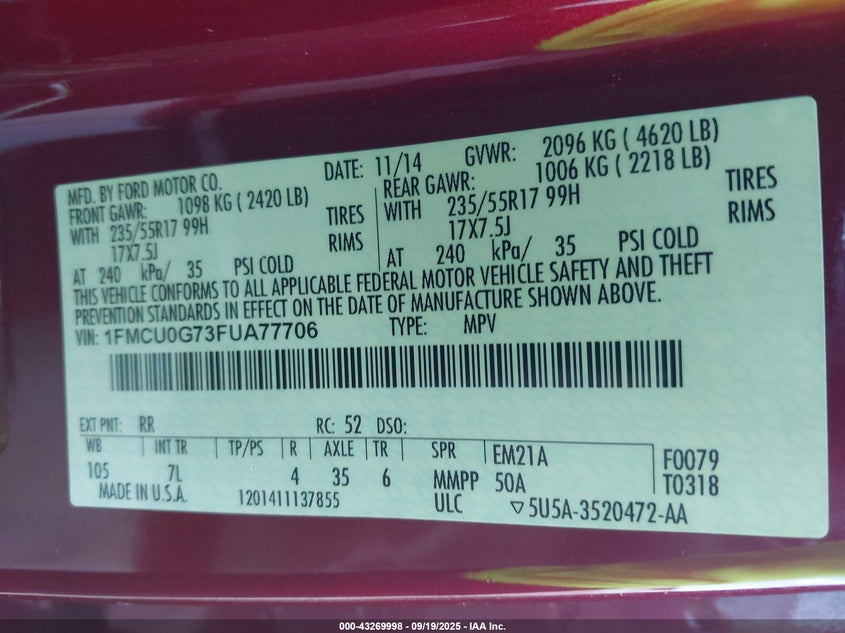 MFD. BY FORD MOTOR CO. DATE: 11/14 GVWR: 2096 KG ( 4620 LB)
FRONT GAWR: 1098 KG ( 2420 LB) REAR GAWR: 1006 KG ( 2218 LB)
WITH 235/55R17 99H TIRES WITH 235/55R17 99H TIRES
17X7.5J RIMS 17X7.5J RIMS
AT 240 kPa/ 35 PSI COLD AT 240 kPa/ 35 PSI COLD
THIS VEHICLE CONFORMS TO ALL APPLICABLE FEDERAL MOTOR VEHICLE SAFETY AND THEFT
PREVENTION STANDARDS IN EFFECT ON THE DATE OF MANUFACTURE SHOWN ABOVE.
VIN: 1FMCU0G73FUA77706 TYPE: MPV
EXT PNT: RR RC: 52 DSO:
WB INT TR TP/PS R AXLE TR SPR EM21A F0079
105 7L 4 35 6 MMPP 50A T0318
MADE IN U.S.A. 1201411137855 ULC ▽5U5A-3520472-AA
000-43269998 - 09/19/2025 - IAA Inc.